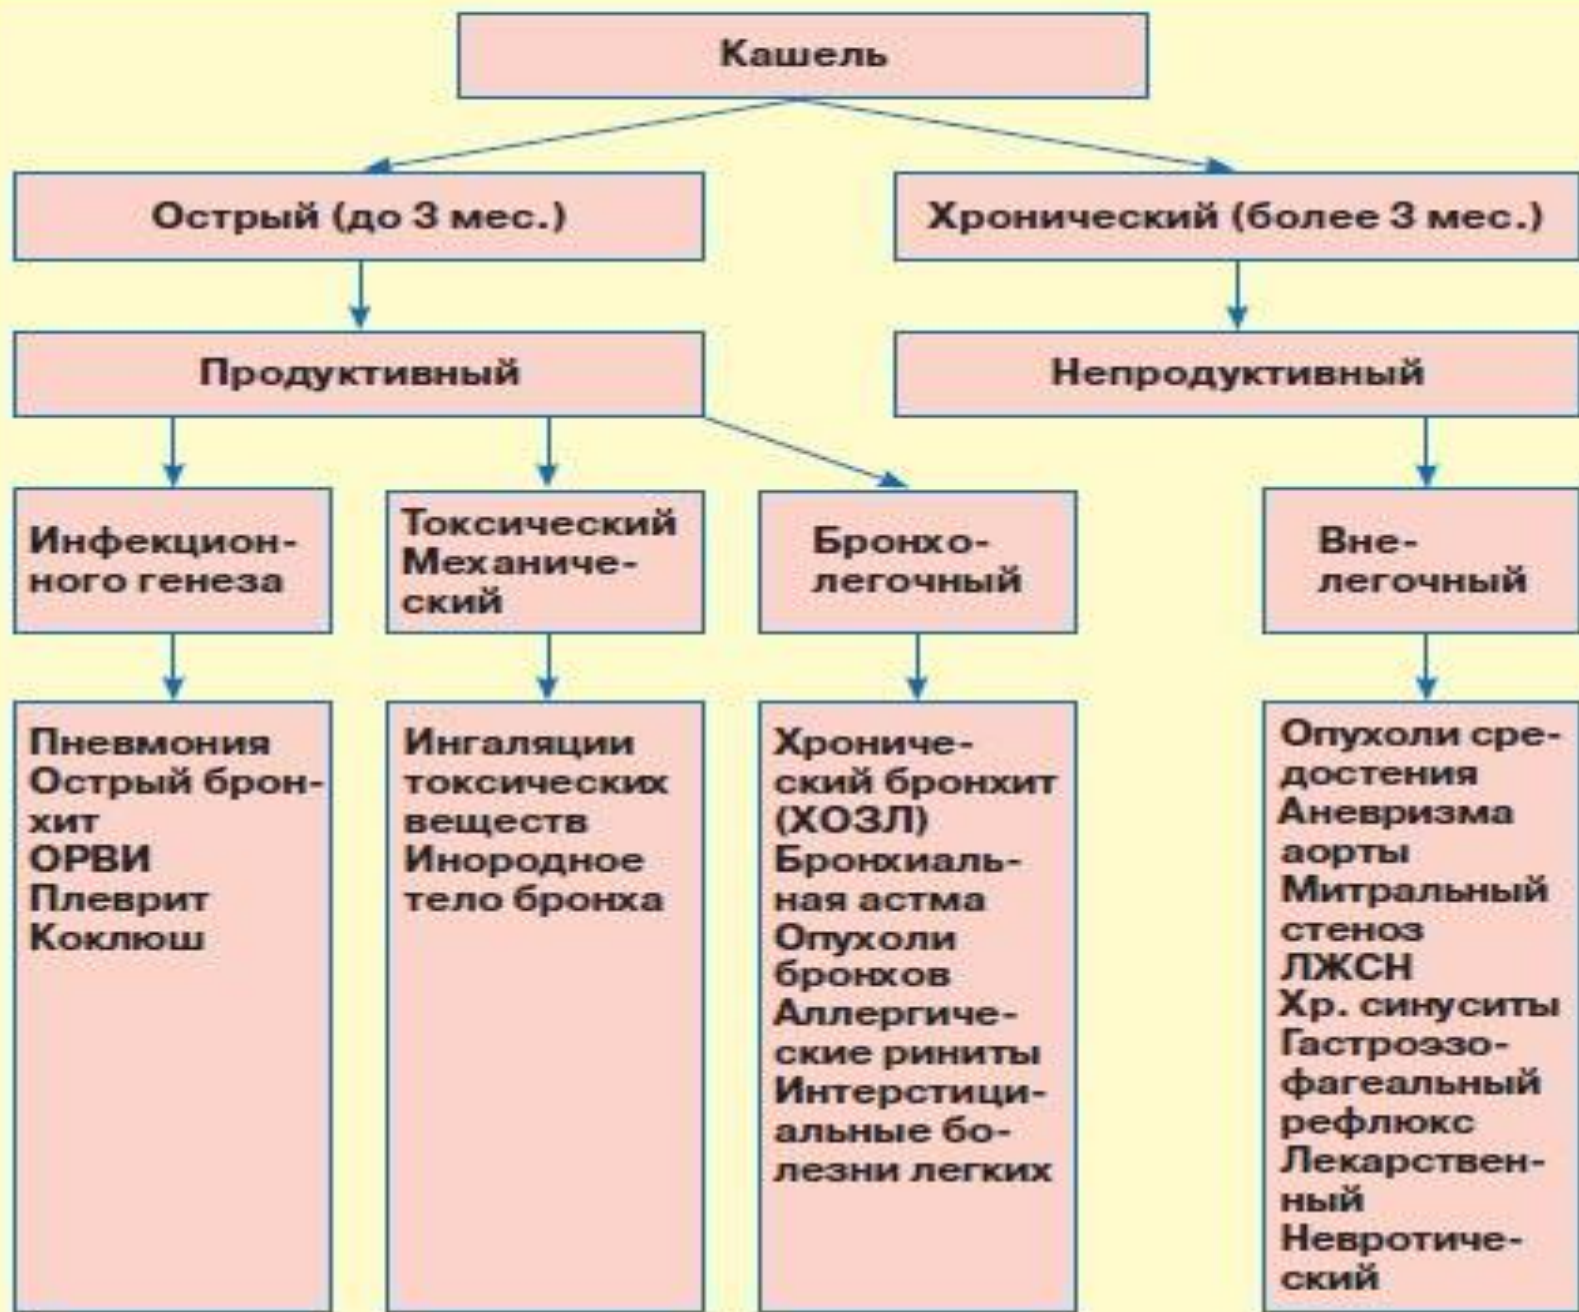 Кашель
Острый (до 3 мес.)
Хронический (более 3 мес.)
Продуктивный
Непродуктивный
Инфекцион-
ного генеза
Токсический
Механиче-
ский
Бронхо-
легочный
Вне-
легочный
Пневмония
Острый брон-
хит
ОРВИ
Плеврит
Коклюш
Ингаляции
токсических
веществ
Инородное
тело бронха
Хрониче-
ский бронхит
(ХОЗЛ)
Бронхиаль-
ная астма
Опухоли
бронхов
Аллергиче-
ские риниты
Интерстици-
альные бо-
лезни легких
Опухоли сре-
достения
Аневризма
аорты
Митральный
стеноз
ЛЖСН
Хр. синуситы
Гастроэзо-
фагеальный
рефлюкс
Лекарствен-
ный
Невротиче-
ский